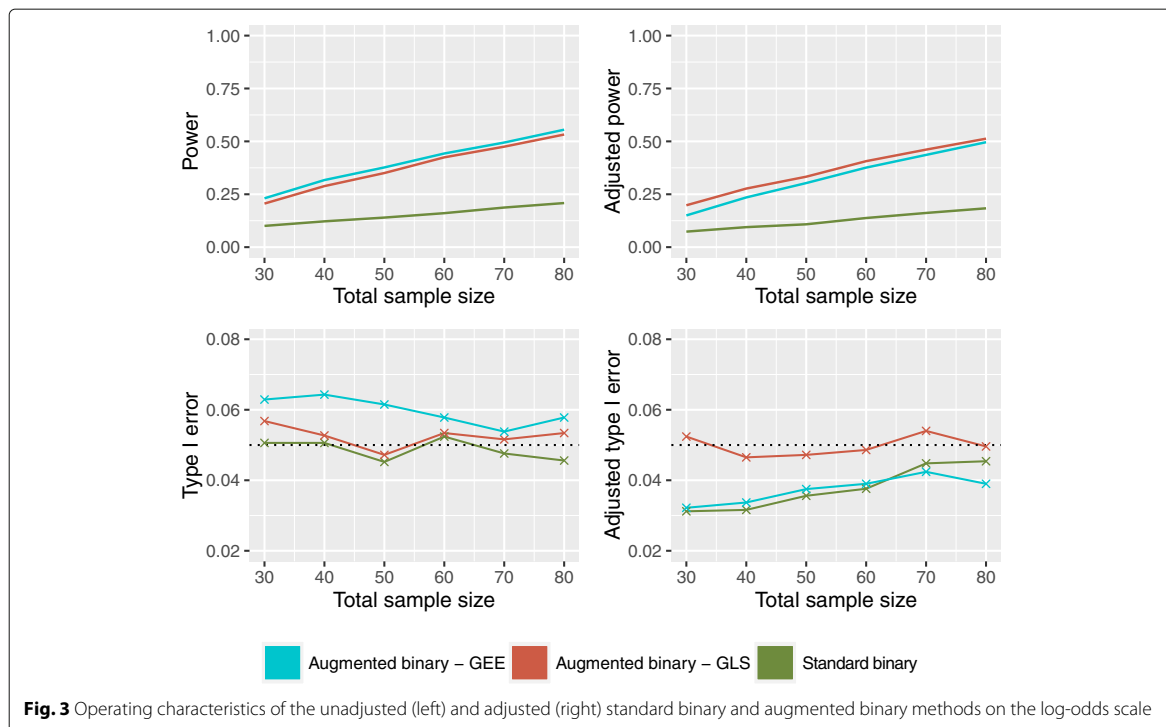 1.00
0.75
0.50
0.25
0.00
Power
30 40 50 60 70 80
Total sample size
1.00
0.75
0.50
0.25
0.00
Adjusted power
30 40 50 60 70 80
Total sample size
0.08
0.06
0.04
0.02
Type I error
30 40 50 60 70 80
Total sample size
0.08
0.06
0.04
0.02
Adjusted type I error
30 40 50 60 70 80
Total sample size
Augmented binary – GEE Augmented binary – GLS Standard binary
Fig. 3 Operating characteristics of the unadjusted (left) and adjusted (right) standard binary and augmented binary methods on the log-odds scale